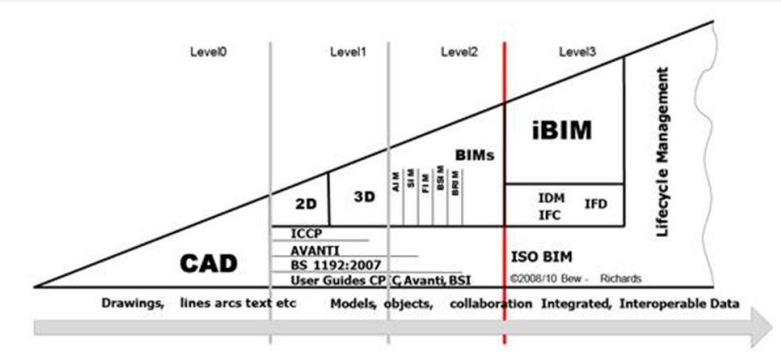 Level0 Level1 Level2 Level3
iBIM
BIMs
Lifecycle Management
AIM
SIM
FIM
BSIM
BRIM
2D 3D
IDM IFD
IFC
ICCP
AVANTI
CAD
BS 1192:2007
ISO BIM
User Guides CPIC, Avanti, BSI
©2008/10 Bew - Richards
Drawings, lines arcs text etc Models, objects, collaboration Integrated, Interoperable Data